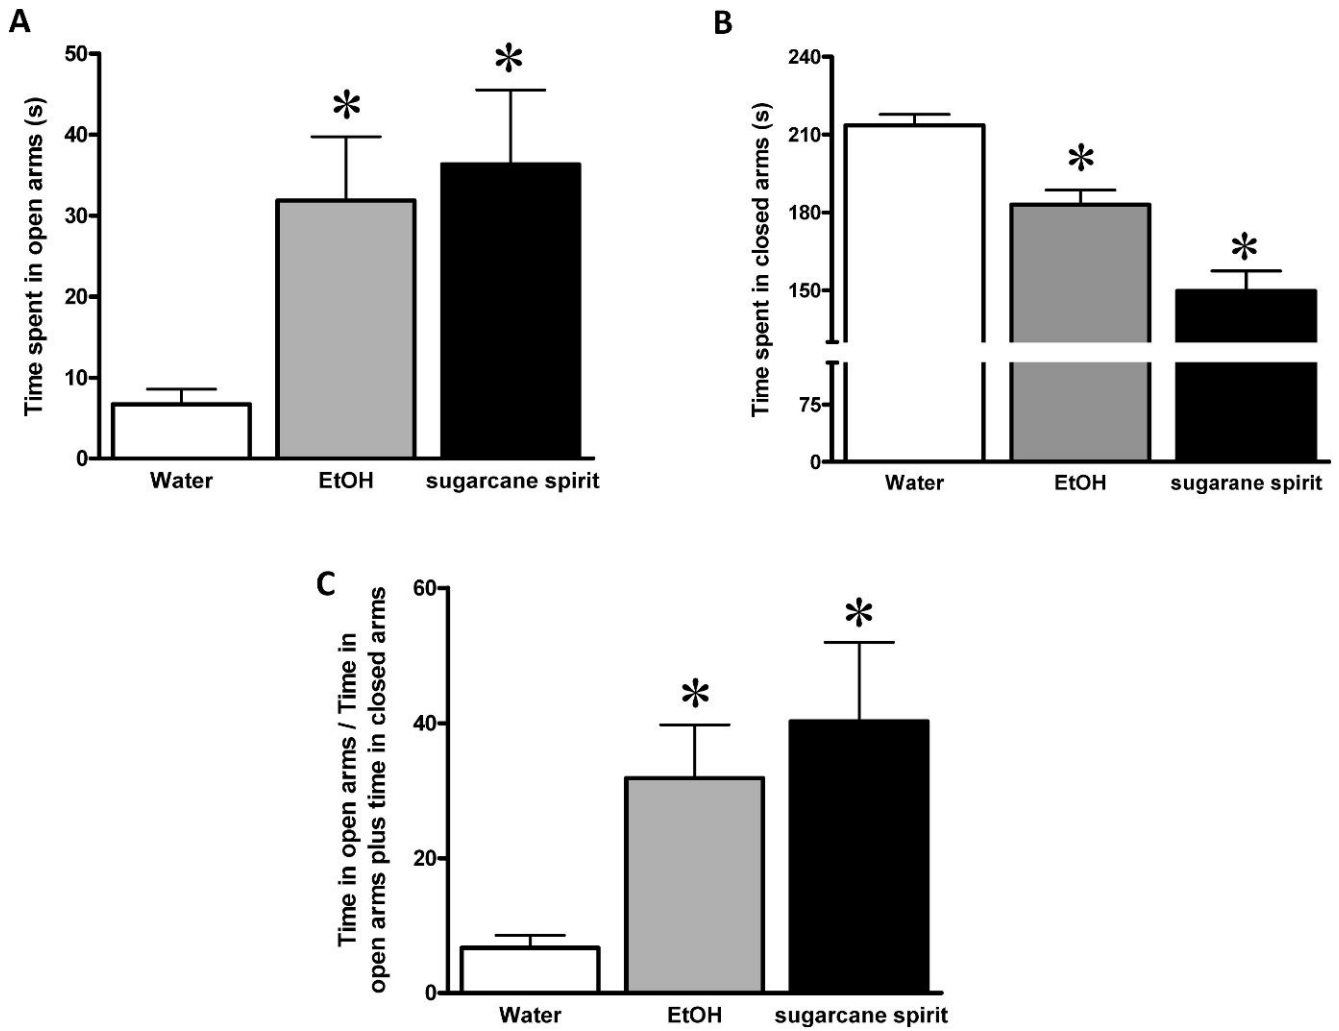 A
Time spent in open arms (s)
50
40
30
20
10
0
*
*
Water
EtOH
sugarcane spirit
B
Time spent in closed arms (s)
240
210
180
150
75
0
*
*
Water
EtOH
sugarane spirit
C
Time in open arms / Time in
open arms plus time in closed arms
60
40
20
0
*
*
Water
EtOH
sugarcane spirit